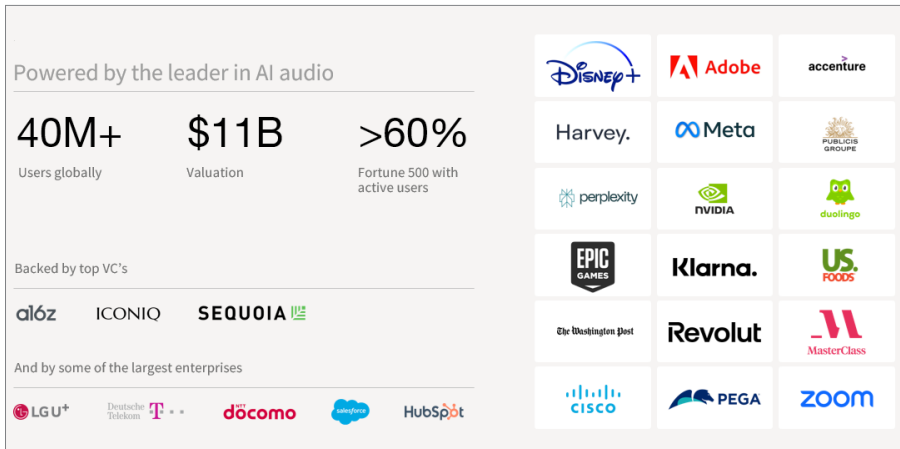 Powered by the leader in AI audio
40M+
Users globally
$11B
Valuation
>60%
Fortune 500 with
active users
Backed by top VC's
a16z
ICONIQ
SEQUOIA
And by some of the largest enterprises
LG U+
Deutsche
Telekom
T
NTT
docomo
salesforce
HubSpot
Disney+
Adobe
accenture
Harvey.
Meta
PUBLICIS
GROUPE
perplexity
NVIDIA
duolingo
EPIC
GAMES
Klarna.
US.
FOODS
The Washington Post
Revolut
MasterClass
CISCO
PEGA
zoom